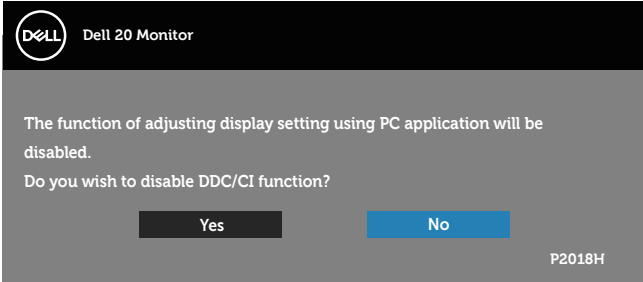 DELL
Dell 20 Monitor
The function of adjusting display setting using PC application will be
disabled.
Do you wish to disable DDC/CI function?
Yes
No
P2018H